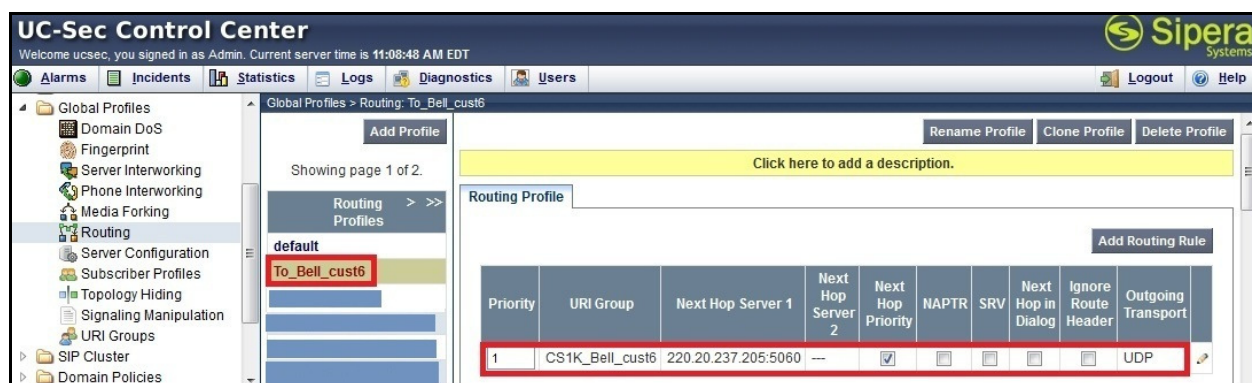 UC-Sec Control Center
Sipera
Systems
Welcome ucsec, you signed in as Admin. Current server time is 11:08:48 AM EDT
Alarms Incidents Statistics Logs Diagnostics Users Logout Help
Global Profiles
Domain DoS
Fingerprint
Server Interworking
Phone Interworking
Media Forking
Routing
Server Configuration
Subscriber Profiles
Topology Hiding
Signaling Manipulation
URI Groups
SIP Cluster
Domain Policies
Global Profiles > Routing: To_Bell_cust6
Add Profile
Showing page 1 of 2.
Routing Profiles > >>
default
To_Bell_cust6
Rename Profile Clone Profile Delete Profile
Click here to add a description.
Routing Profile
Add Routing Rule
Priority URI Group Next Hop Server 1 Next Hop Server 2 Next Hop Priority NAPTR SRV Next Hop in Dialog Ignore Route Header Outgoing Transport
1 CS1K_Bell_cust6 220.20.237.205:5060 --- UDP